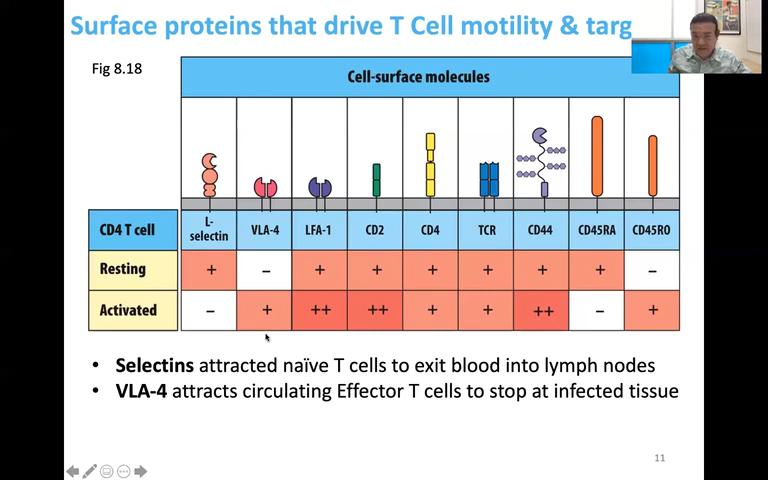 Surface proteins that drive T Cell motility & targ
Fig 8.18
Cell-surface molecules
CD4 T cell L-selectin VLA-4 LFA-1 CD2 CD4 TCR CD44 CD45RA CD45RO
Resting + – + + + + + + –
Activated – + ++ ++ + + ++ – +
• Selectins attracted naïve T cells to exit blood into lymph nodes
• VLA-4 attracts circulating Effector T cells to stop at infected tissue
11